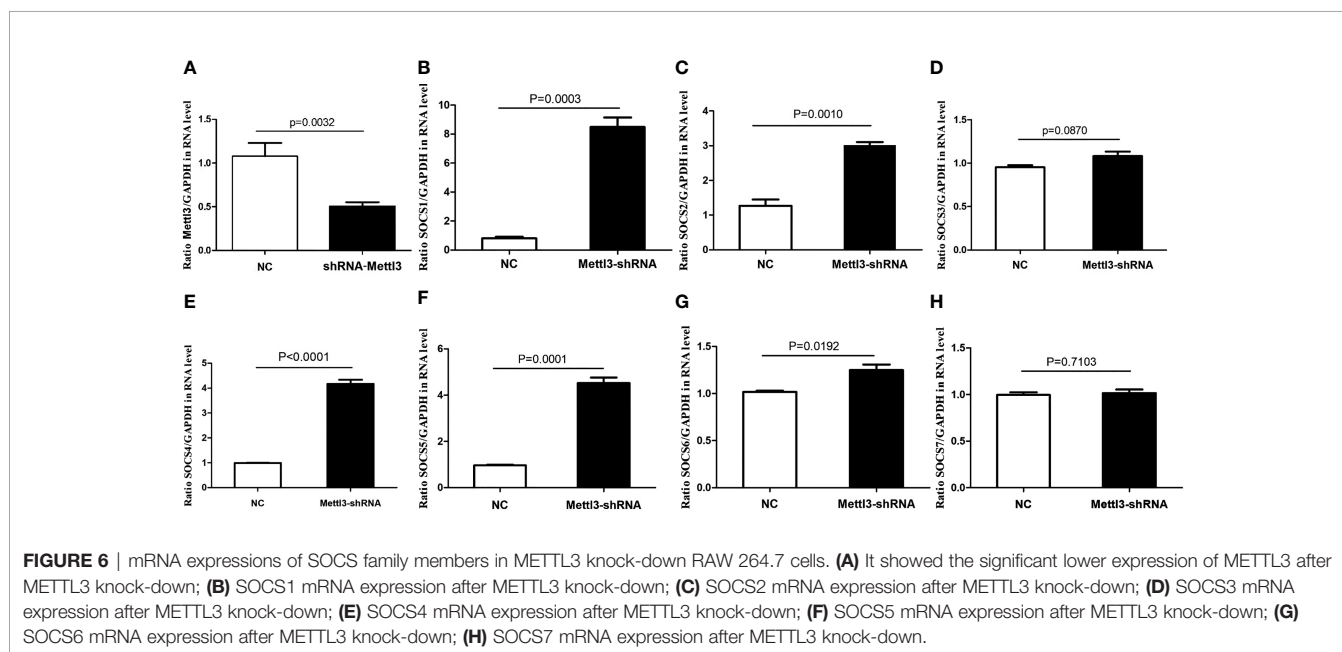 A
Ratio Mettl3/GAPDH in RNA level
1.5
1.0
0.5
0.0
p=0.0032
NC
shRNA-Mettl3
B
Ratio SOCS1/GAPDH in RNA level
10
8
6
4
2
0
P=0.0003
NC
Mettl3-shRNA
C
Ratio SOCS2/GAPDH in RNA level
4
3
2
1
0
P=0.0010
NC
Mettl3-shRNA
D
Ratio SOCS3/GAPDH in RNA level
1.5
1.0
0.5
0.0
p=0.0870
NC
Mettl3-shRNA
E
Ratio SOCS4/GAPDH in RNA level
5
4
3
2
1
0
P<0.0001
NC
Mettl3-shRNA
F
Ratio SOCS5/GAPDH in RNA level
6
4
2
0
P=0.0001
NC
Mettl3-shRNA
G
Ratio SOCS6/GAPDH in RNA level
1.5
1.0
0.5
0.0
P=0.0192
NC
Mettl3-shRNA
H
Ratio SOCS7/GAPDH in RNA level
1.5
1.0
0.5
0.0
P=0.7103
NC
Mettl3-shRNA
FIGURE 6 | mRNA expressions of SOCS family members in METTL3 knock-down RAW 264.7 cells. (A) It showed the significant lower expression of METTL3 after
METTL3 knock-down; (B) SOCS1 mRNA expression after METTL3 knock-down; (C) SOCS2 mRNA expression after METTL3 knock-down; (D) SOCS3 mRNA
expression after METTL3 knock-down; (E) SOCS4 mRNA expression after METTL3 knock-down; (F) SOCS5 mRNA expression after METTL3 knock-down; (G)
SOCS6 mRNA expression after METTL3 knock-down; (H) SOCS7 mRNA expression after METTL3 knock-down.